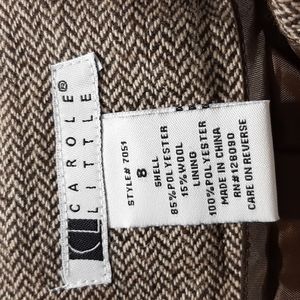 CL
CAROLE®
LITTLE
STYLE# 7051
8
SHELL
85%POLYESTER
15%WOOL
LINING
100%POLYESTER
MADE IN CHINA
RN#128090
CARE ON REVERSE